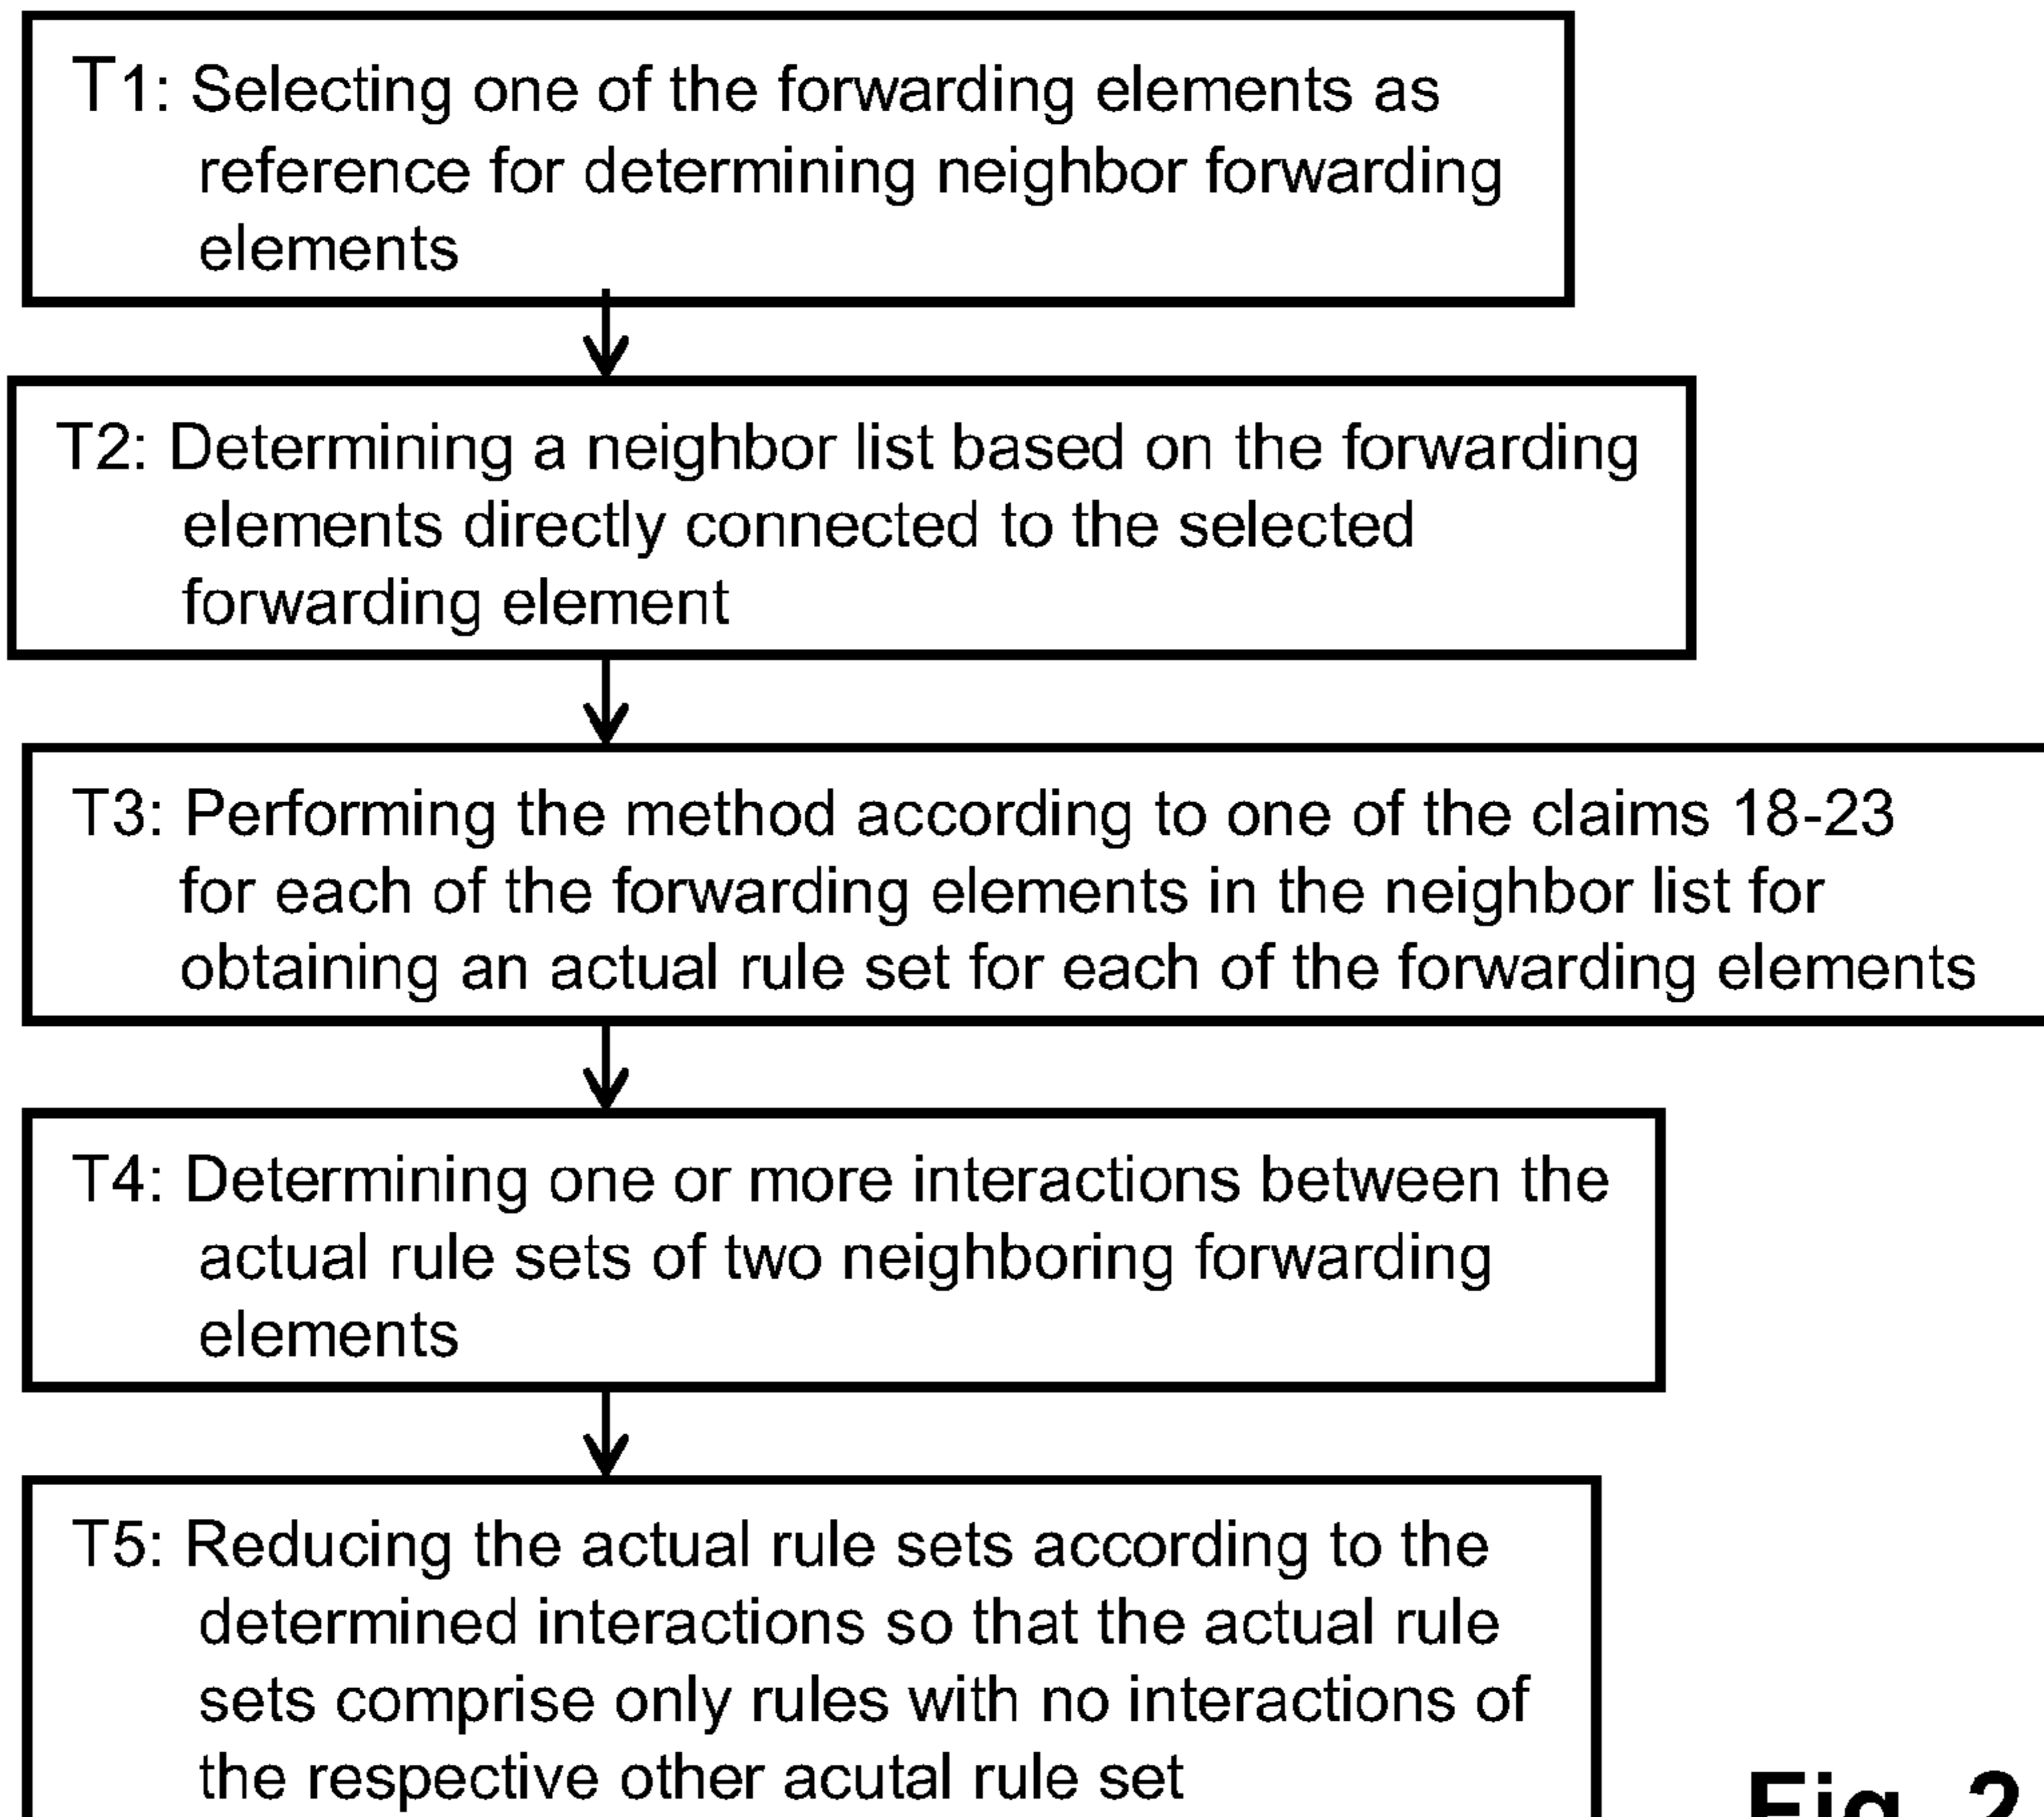 T1: Selecting one of the forwarding elements as
reference for determining neighbor forwarding
elements
T2: Determining a neighbor list based on the forwarding
elements directly connected to the selected
forwarding element
T3: Performing the method according to one of the claims 18-23
for each of the forwarding elements in the neighbor list for
obtaining an actual rule set for each of the forwarding elements
T4: Determining one or more interactions between the
actual rule sets of two neighboring forwarding
elements
T5: Reducing the actual rule sets according to the
determined interactions so that the actual rule
sets comprise only rules with no interactions of
the respective other acutal rule set
Fig. 2